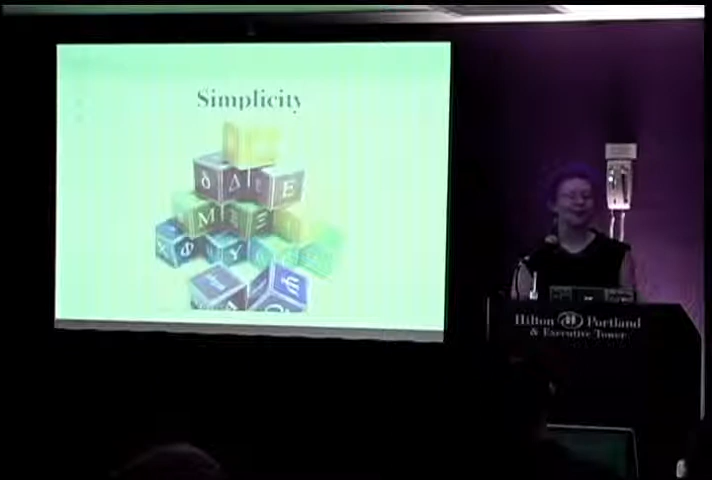 Simplicity
δ Δ E
M Ξ
X Φ Υ
Hilton H Portland
& Executive Tower